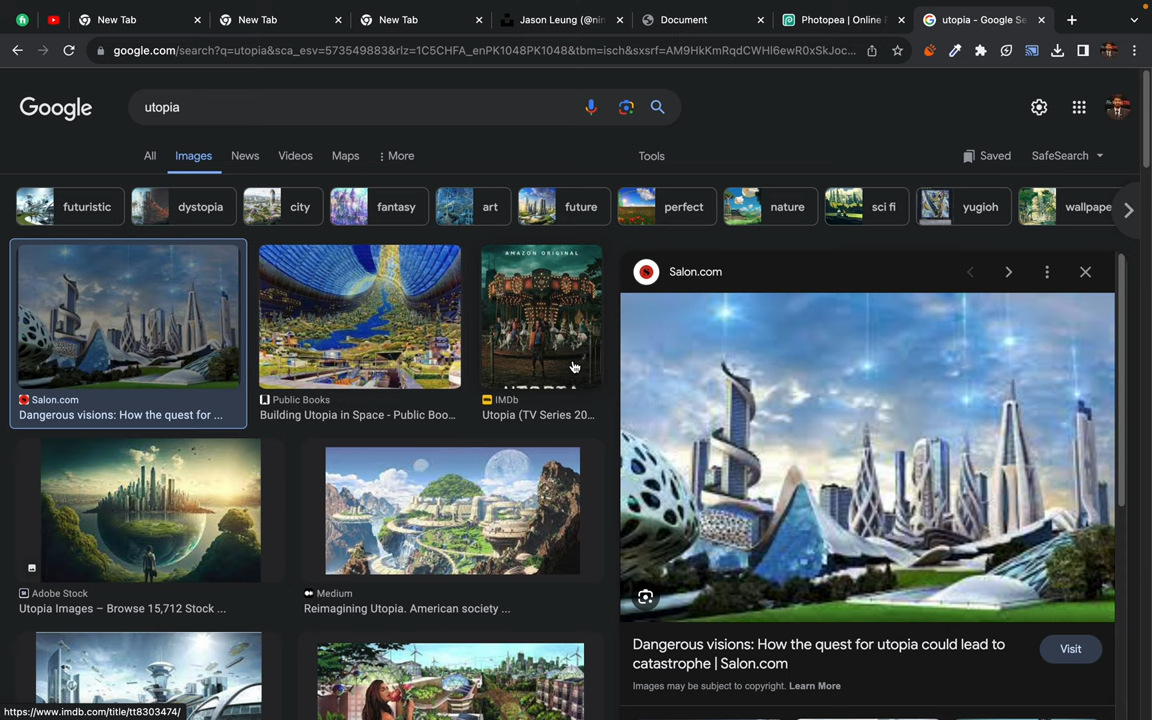 New Tab
New Tab
New Tab
Jason Leung (@nin
Document
Photopea | Online
utopia - Google Se
google.com/search?q=utopia&sca_esv=573549883&rlz=1C5CHFA_enPK1048PK1048&tbm=isch&sxsrf=AM9HkKmRqdCWHI6ewR0xSkJoc...
Google
utopia
All
Images
News
Videos
Maps
More
Tools
Saved
SafeSearch
futuristic
dystopia
city
fantasy
art
future
perfect
nature
sci fi
yugioh
wallpape
AMAZON ORIGINAL
UTOPIA
Salon.com
Salon.com
Dangerous visions: How the quest for ...
Public Books
Building Utopia in Space - Public Boo...
IMDb
Utopia (TV Series 20...
Adobe Stock
Utopia Images – Browse 15,712 Stock ...
Medium
Reimagining Utopia. American society ...
Dangerous visions: How the quest for utopia could lead to
catastrophe | Salon.com
Visit
Images may be subject to copyright. Learn More
https://www.imdb.com/title/tt8303474/